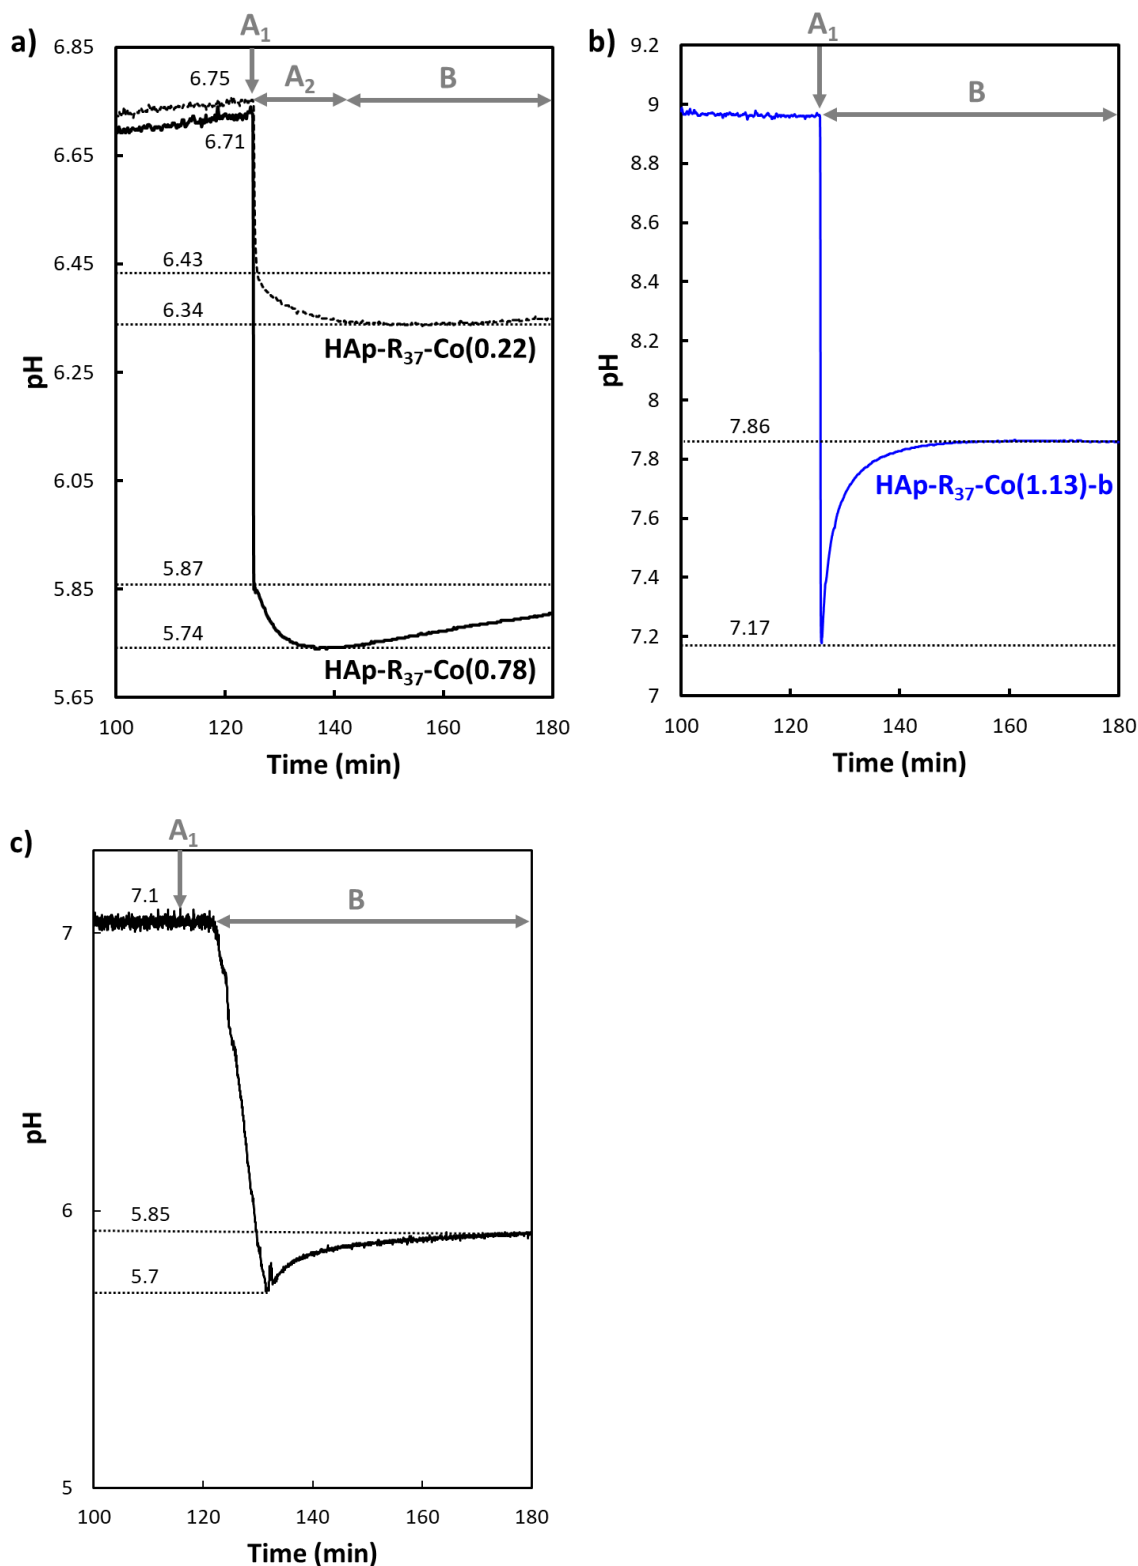 a)
A1
6.85
6.75
A2
B
6.71
6.65
6.45
6.43
6.34
HAp-R37-Co(0.22)
6.25
pH
6.05
5.87
5.85
5.74
HAp-R37-Co(0.78)
5.65
100
120
140
160
180
Time (min)
b)
A1
9.2
B
9
8.8
8.6
8.4
8.2
pH
8
7.86
7.8
HAp-R37-Co(1.13)-b
7.6
7.4
7.17
7.2
7
100
120
140
160
180
Time (min)
c)
A1
7.1
B
7
pH
6
5.85
5.7
5
100
120
140
160
180
Time (min)